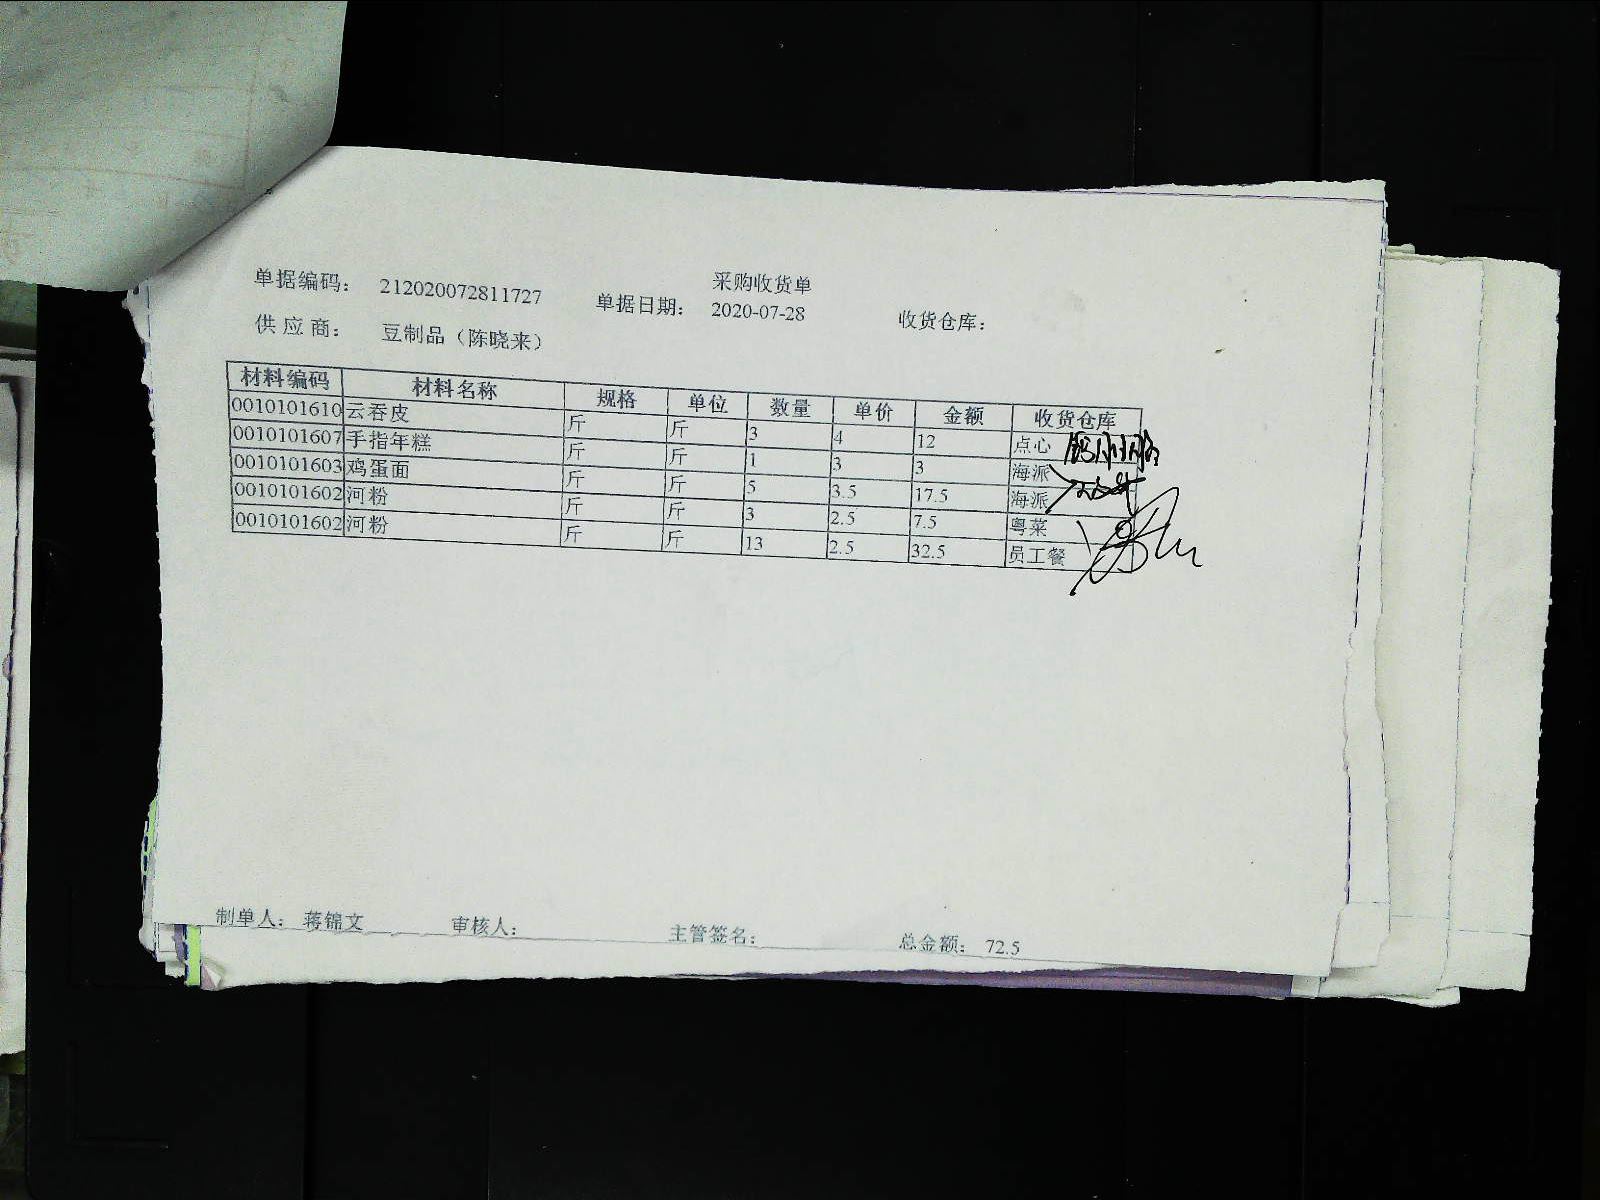 采购收货单
单据编码： 212020072811727 单据日期： 2020-07-28 收货仓库：
供 应 商： 豆制品（陈晓来）
材料编码 材料名称 规格 单位 数量 单价 金额 收货仓库
0010101610 云吞皮 斤 斤 3 4 12 点心
0010101607 手指年糕 斤 斤 1 3 3 海派
0010101603 鸡蛋面 斤 斤 5 3.5 17.5 海派
0010101602 河粉 斤 斤 3 2.5 7.5 粤菜
0010101602 河粉 斤 斤 13 2.5 32.5 员工餐
制单人： 蒋锦文 审核人： 主管签名： 总金额： 72.5